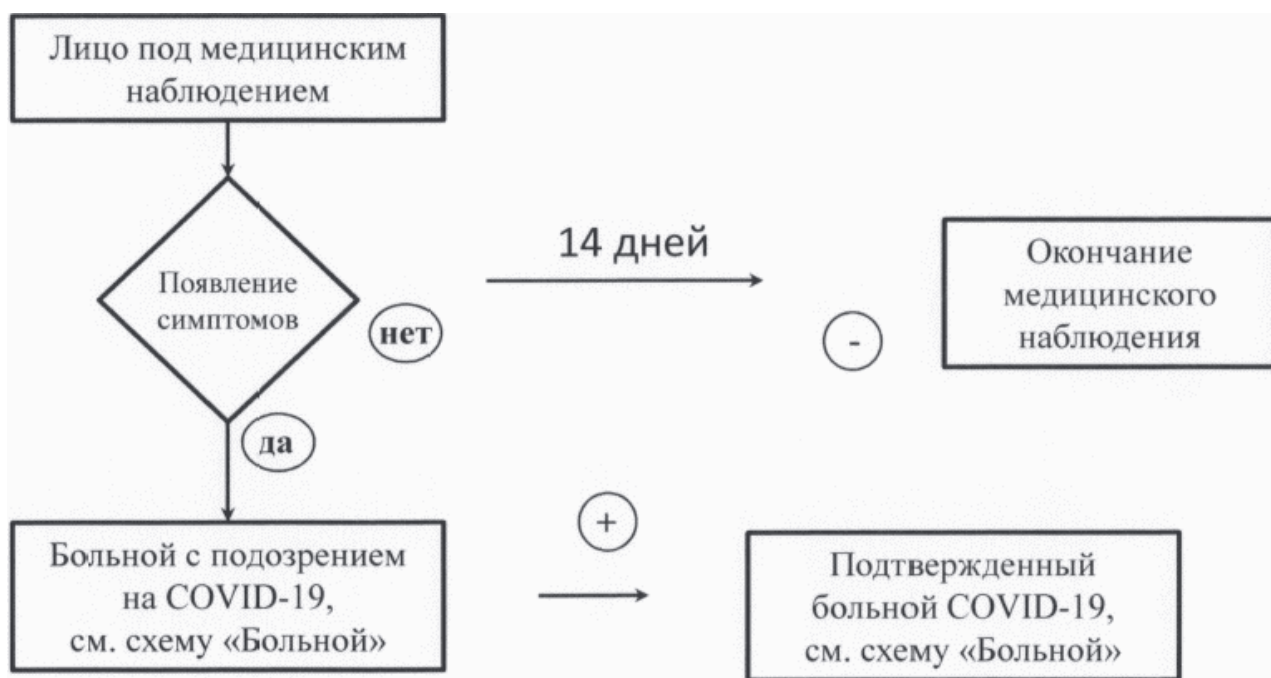 Лицо под медицинским
наблюдением
Появление
симптомов
нет
14 дней
-
Окончание
медицинского
наблюдения
да
Больной с подозрением
на COVID-19,
см. схему «Больной»
+
Подтвержденный
больной COVID-19,
см. схему «Больной»